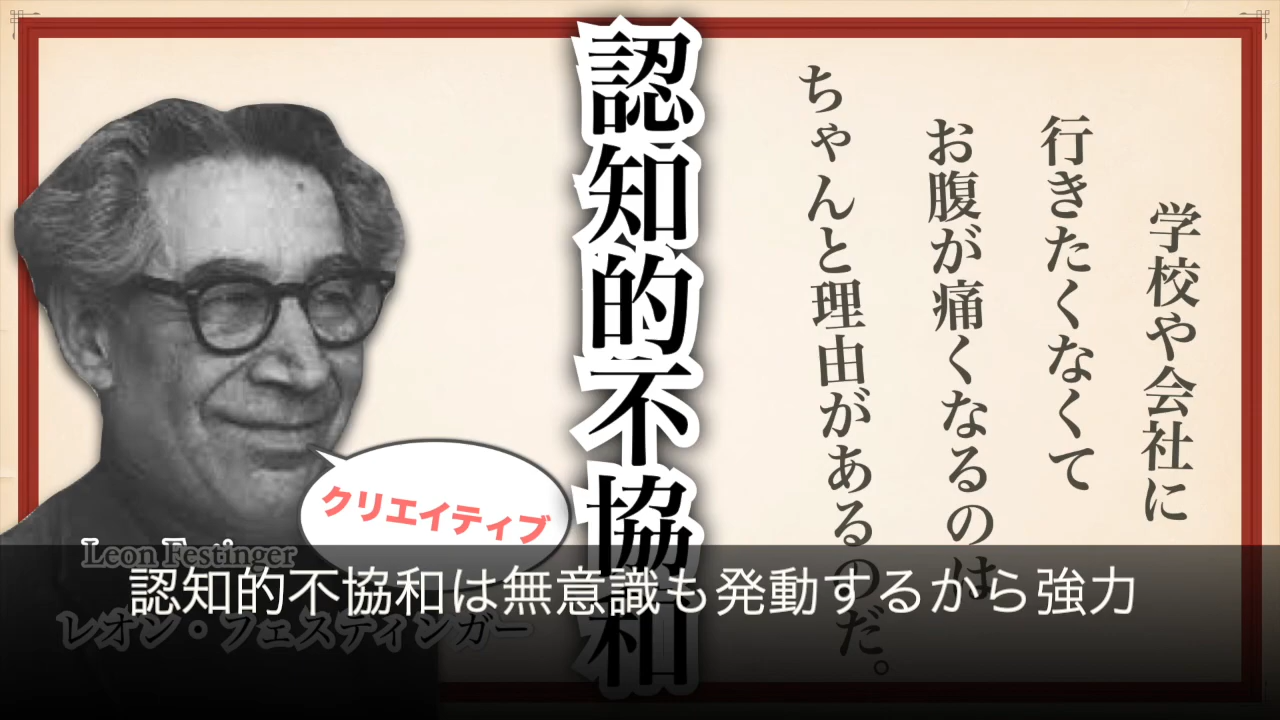 認知的不協和
学校や会社に
行きたくなくて
お腹が痛くなるのは
ちゃんと理由があるのだ。
クリエイティブ
Leon Festinger
レオン・フェスティンガー
認知的不協和は無意識も発動するから強力